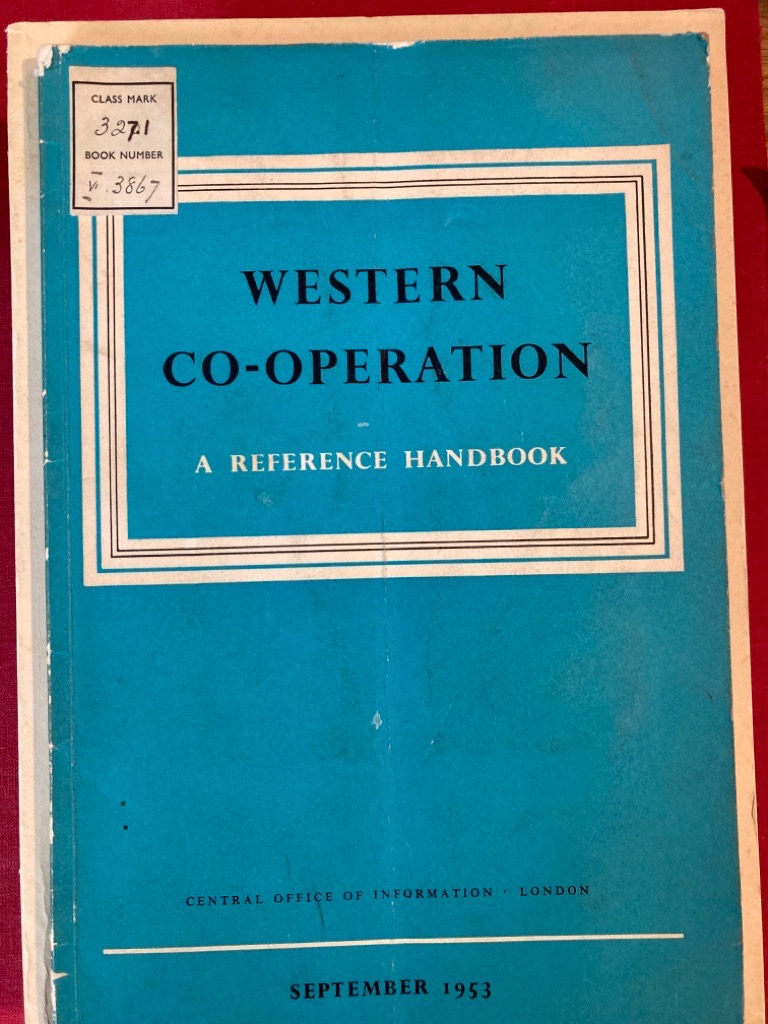 CLASS MARK
327.1
BOOK NUMBER
VI 3867
WESTERN
CO-OPERATION
A REFERENCE HANDBOOK
CENTRAL OFFICE OF INFORMATION · LONDON
SEPTEMBER 1953